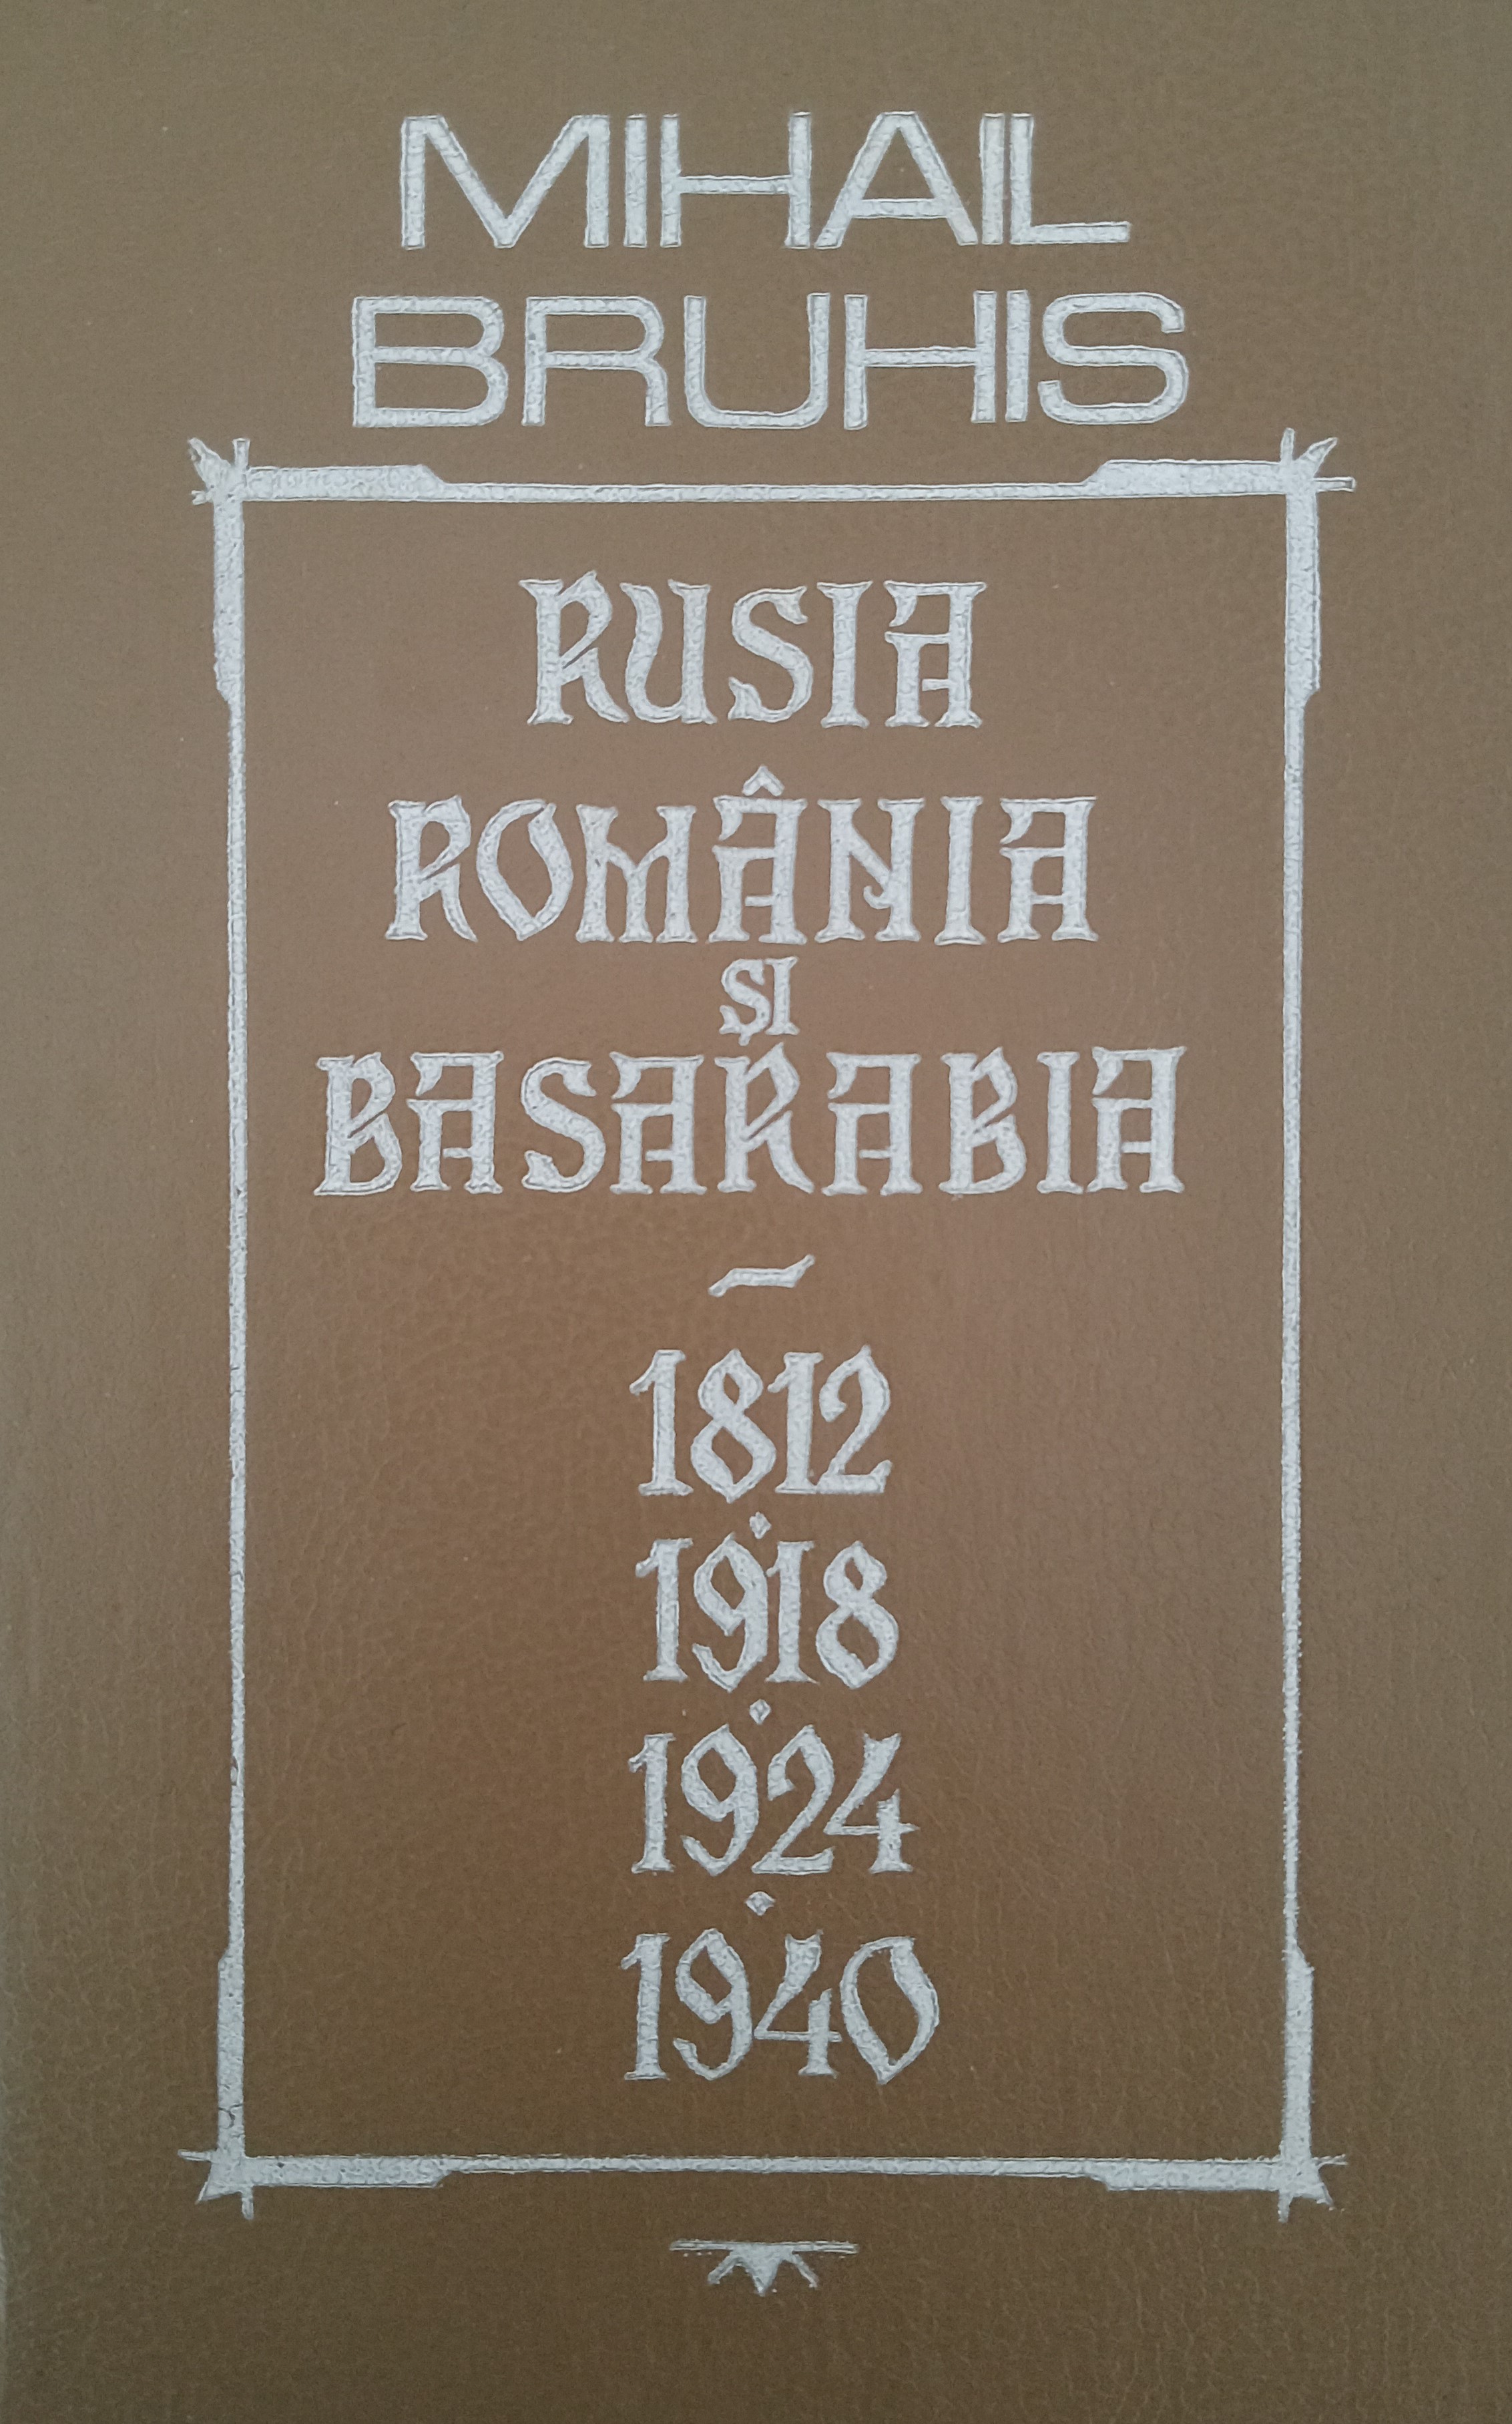 MIHAIL
BRUHIS
RUSIA
ROMÂNIA
ȘI
BASARABIA
~
1812
·
1918
·
1924
·
1940